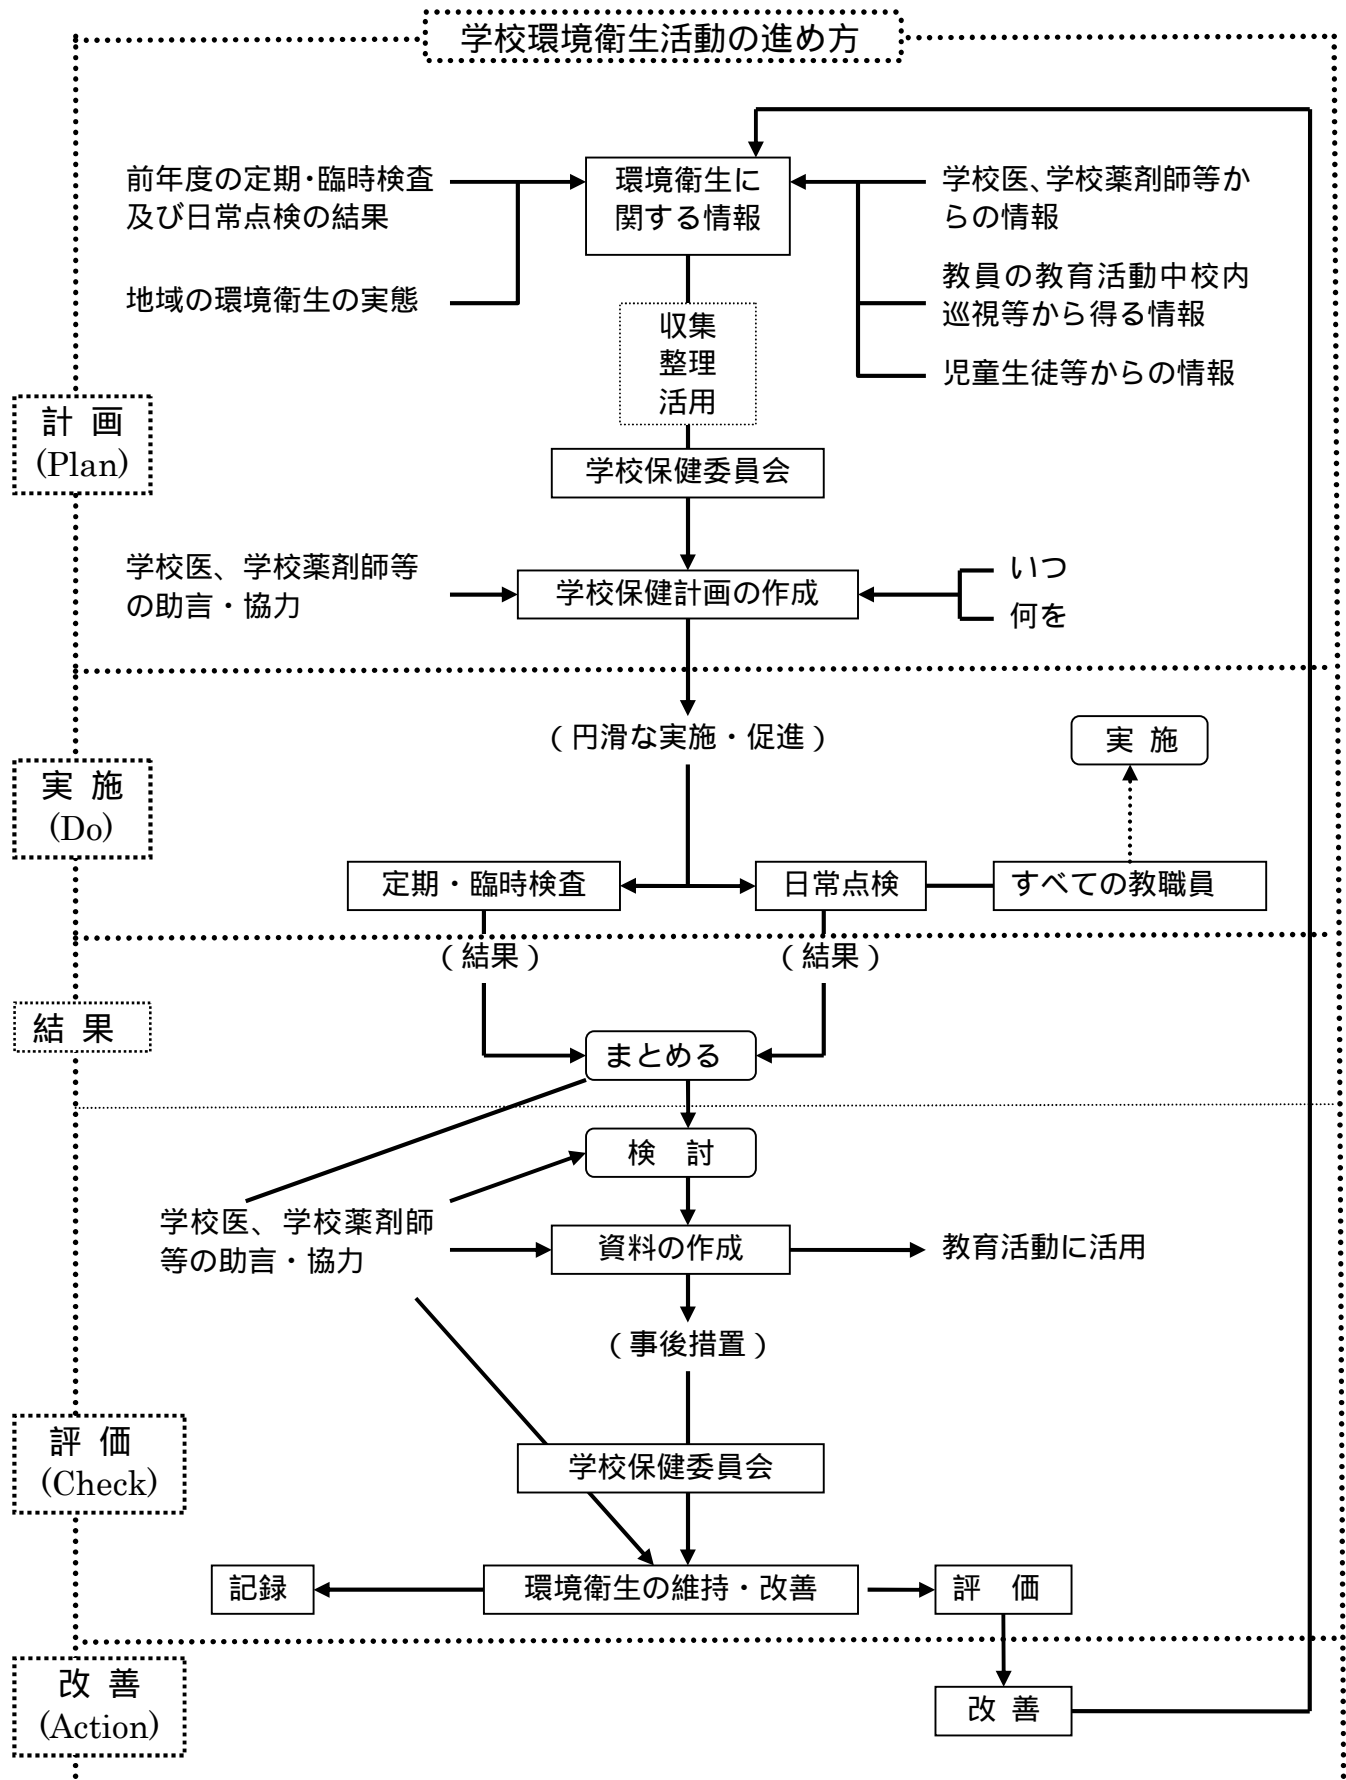 学校環境衛生活動の進め方
前年度の定期・臨時検査
及び日常点検の結果
環境衛生に
関する情報
学校医、学校薬剤師等か
らの情報
地域の環境衛生の実態
教員の教育活動中校内
巡視等から得る情報
収集
整理
活用
児童生徒等からの情報
計 画
(Plan)
学校保健委員会
学校医、学校薬剤師等
の助言・協力
学校保健計画の作成
いつ
何を
(円滑な実施・促進)
実 施
実 施
(Do)
定期・臨時検査
日常点検
すべての教職員
(結果)
(結果)
結 果
まとめる
検 討
学校医、学校薬剤師
等の助言・協力
資料の作成
教育活動に活用
(事後措置)
評 価
(Check)
学校保健委員会
記録
環境衛生の維持・改善
評 価
改 善
(Action)
改 善